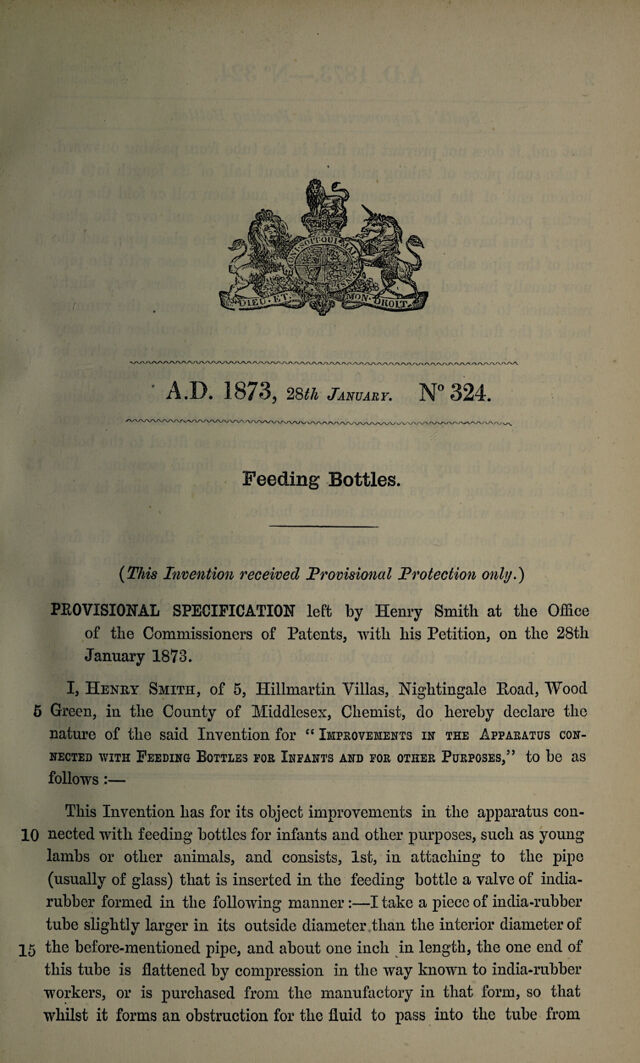 HONI SOIT QUI MAL Y PENSE
DIEU · ET · MON · DROIT
A.D. 1873, 28th JANUARY. N° 324.
Feeding Bottles.
(This Invention received Provisional Protection only.)
PROVISIONAL SPECIFICATION left by Henry Smith at the Office
of the Commissioners of Patents, with his Petition, on the 28th
January 1873.
I, HENRY SMITH, of 5, Hillmartin Villas, Nightingale Road, Wood
5 Green, in the County of Middlesex, Chemist, do hereby declare the
nature of the said Invention for “ IMPROVEMENTS IN THE APPARATUS CON-
NECTED WITH FEEDING BOTTLES FOR INFANTS AND FOR OTHER PURPOSES,” to be as
follows :—
This Invention has for its object improvements in the apparatus con-
10 nected with feeding bottles for infants and other purposes, such as young
lambs or other animals, and consists, 1st, in attaching to the pipe
(usually of glass) that is inserted in the feeding bottle a valve of india-
rubber formed in the following manner :—I take a piece of india-rubber
tube slightly larger in its outside diameter than the interior diameter of
15 the before-mentioned pipe, and about one inch in length, the one end of
this tube is flattened by compression in the way known to india-rubber
workers, or is purchased from the manufactory in that form, so that
whilst it forms an obstruction for the fluid to pass into the tube from